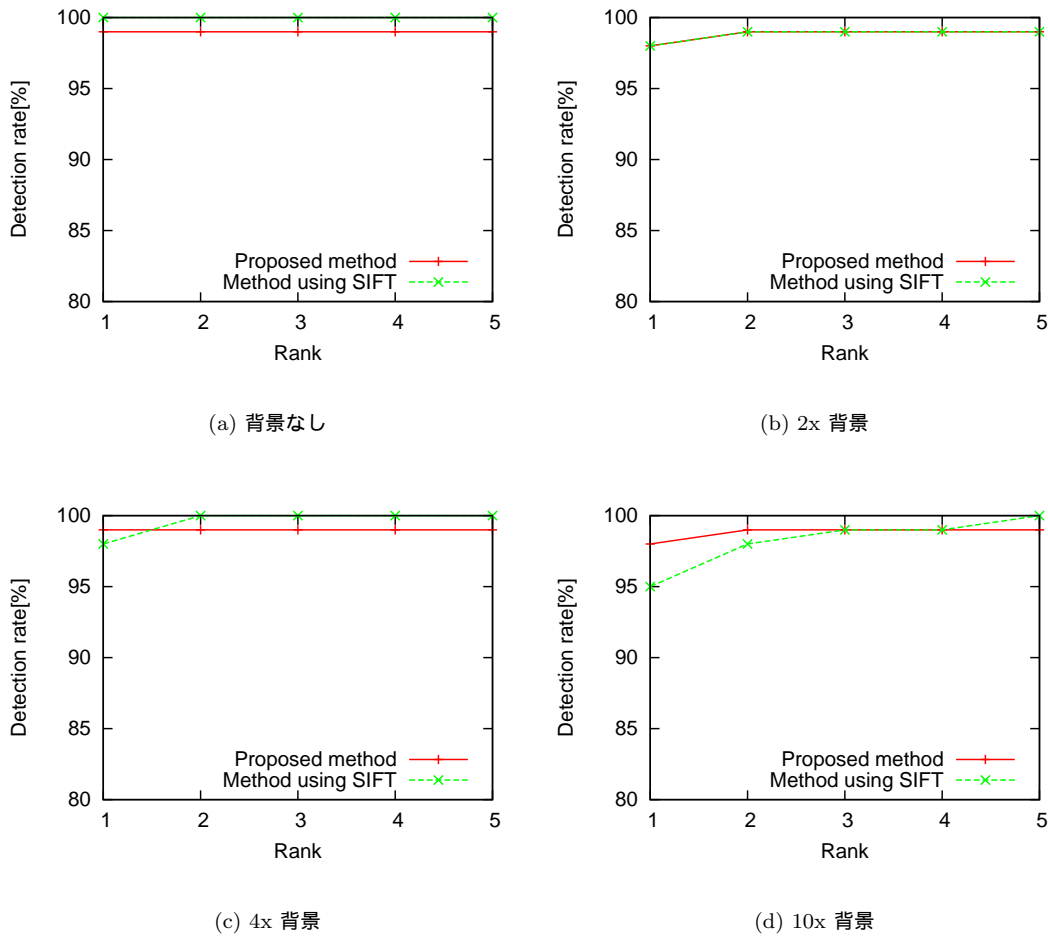 100
95
90
85
80
Detection rate[%]
Proposed method
Method using SIFT
1 2 3 4 5
Rank
(a) 背景なし
100
95
90
85
80
Detection rate[%]
Proposed method
Method using SIFT
1 2 3 4 5
Rank
(b) 2x 背景
100
95
90
85
80
Detection rate[%]
Proposed method
Method using SIFT
1 2 3 4 5
Rank
(c) 4x 背景
100
95
90
85
80
Detection rate[%]
Proposed method
Method using SIFT
1 2 3 4 5
Rank
(d) 10x 背景